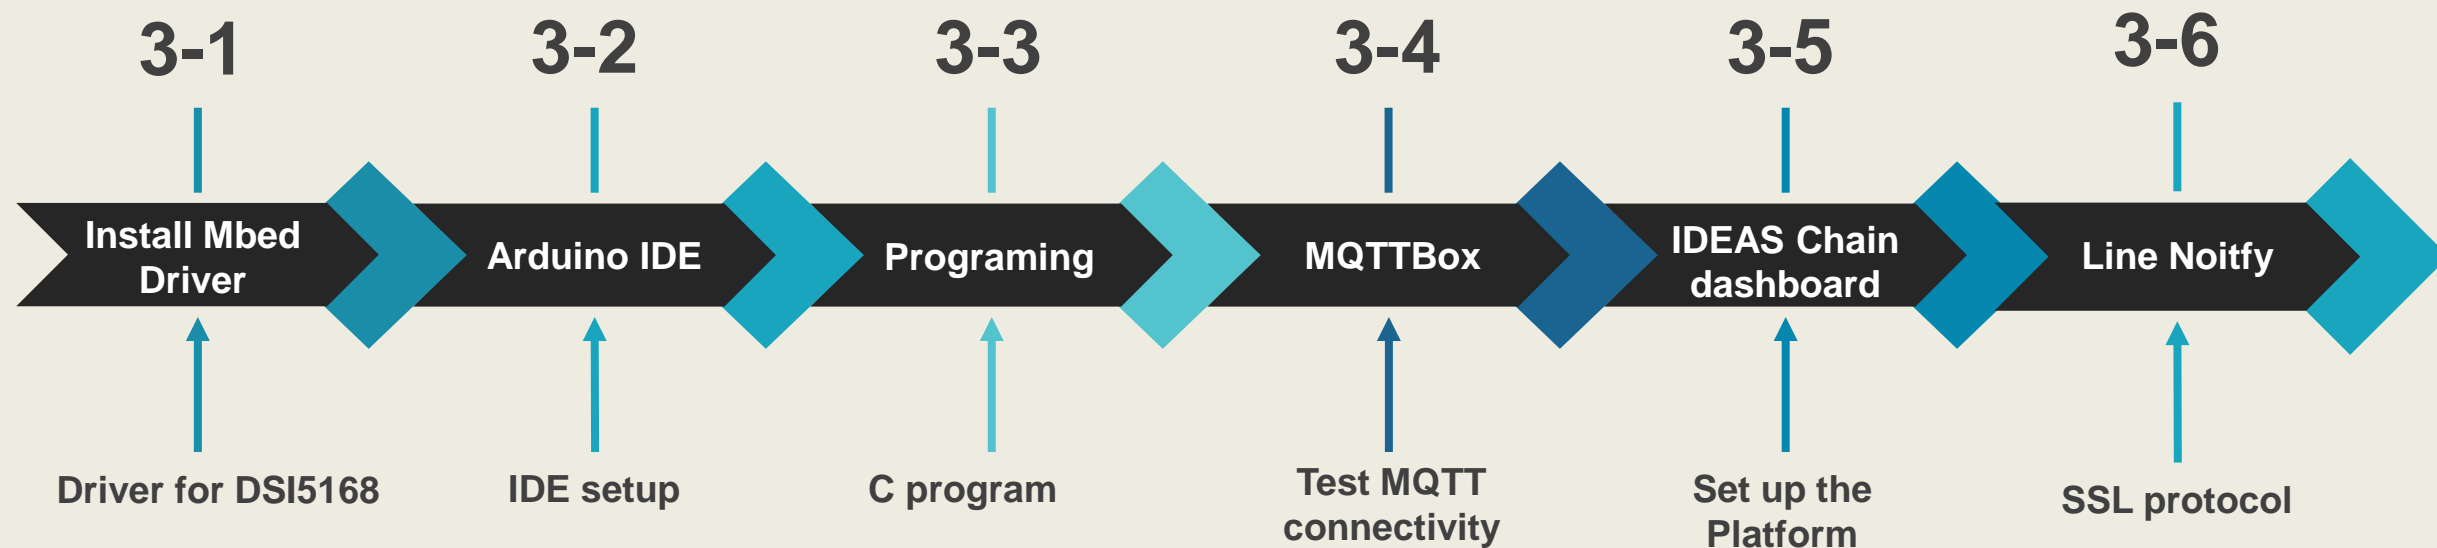 3-1
3-2
3-3
3-4
3-5
3-6
Install Mbed
Driver
Arduino IDE
Programing
MQTTBox
IDEAS Chain
dashboard
Line Noitfy
Driver for DSI5168
IDE setup
C program
Test MQTT
connectivity
Set up the
Platform
SSL protocol